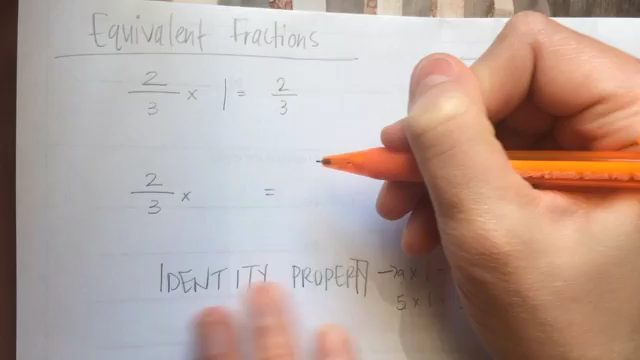 Equivalent Fractions
2/3 × 1 = 2/3
2/3 × =
IDENTITY PROPERTY → a × 1 =
5 × 1